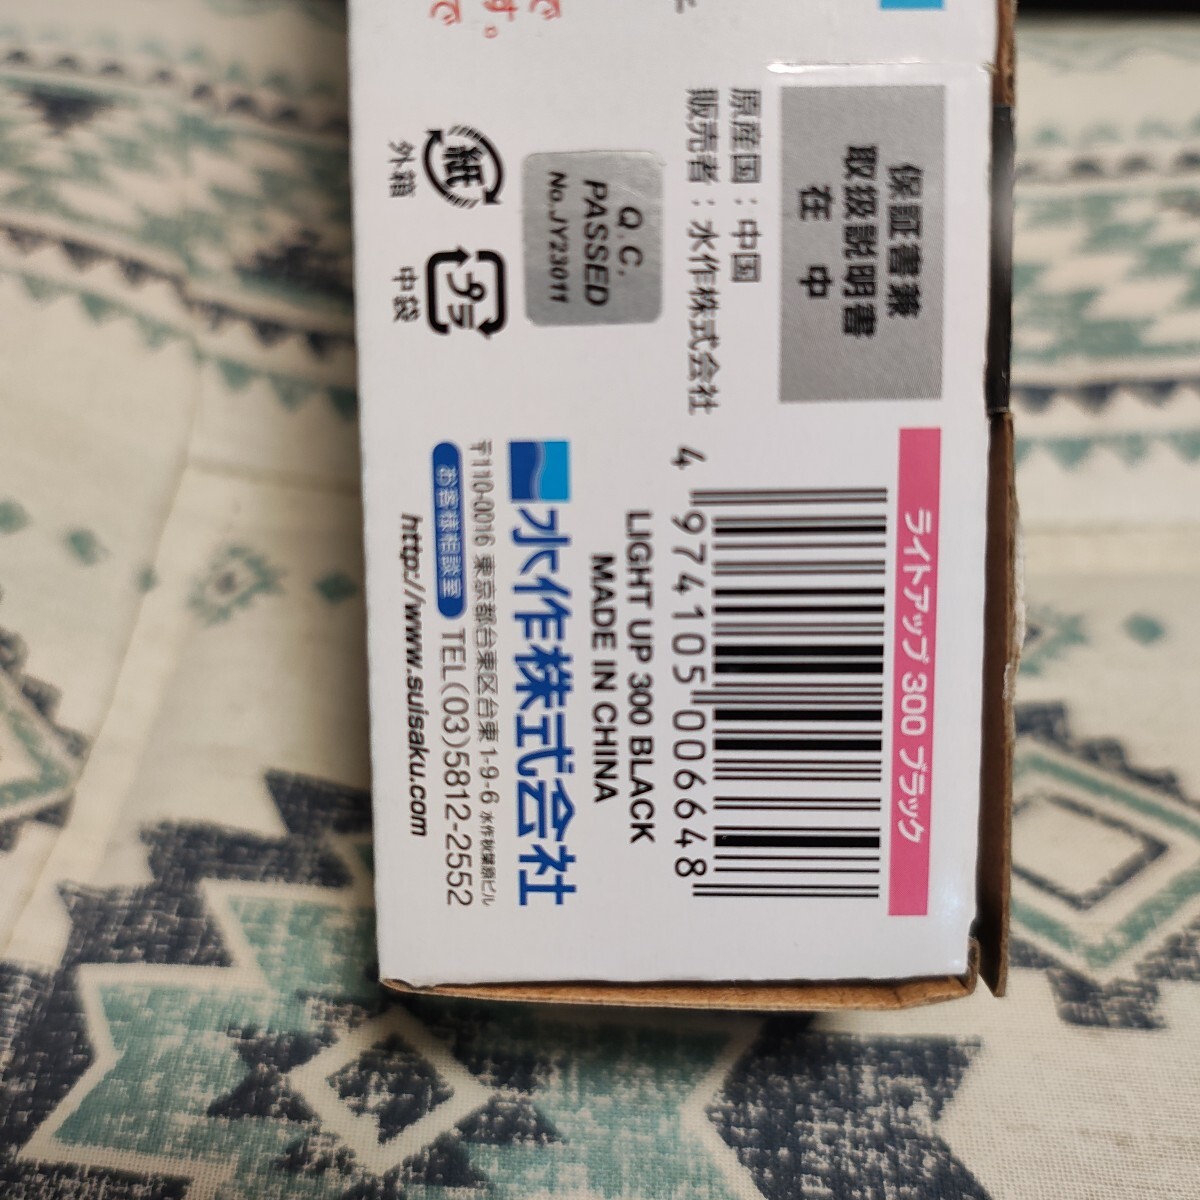 保証書兼
取扱説明書
在 中
原産国：中国
販売者：水作株式会社
Q.C.
PASSED
No.JY23011
紙
外箱
プラ
中袋
ライトアップ 300 ブラック
4 974105 006648
LIGHT UP 300 BLACK
MADE IN CHINA
水作株式会社
〒110-0016 東京都台東区台東1-9-6 水作秋葉原ビル
お客様相談室 TEL(03)5812-2552
http://www.suisaku.com